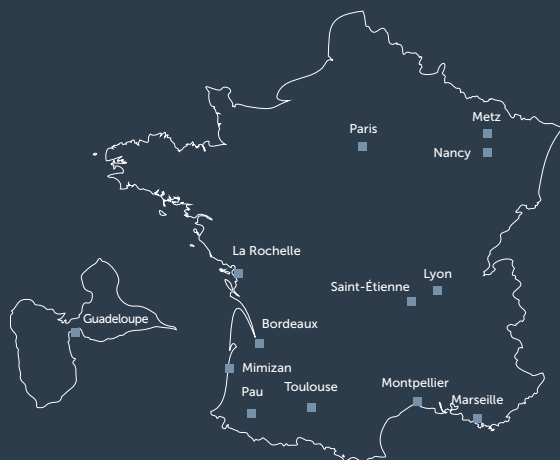 Metz
Paris
Nancy
La Rochelle
Lyon
Saint-Étienne
Guadeloupe
Bordeaux
Mimizan
Montpellier
Toulouse
Pau
Marseille